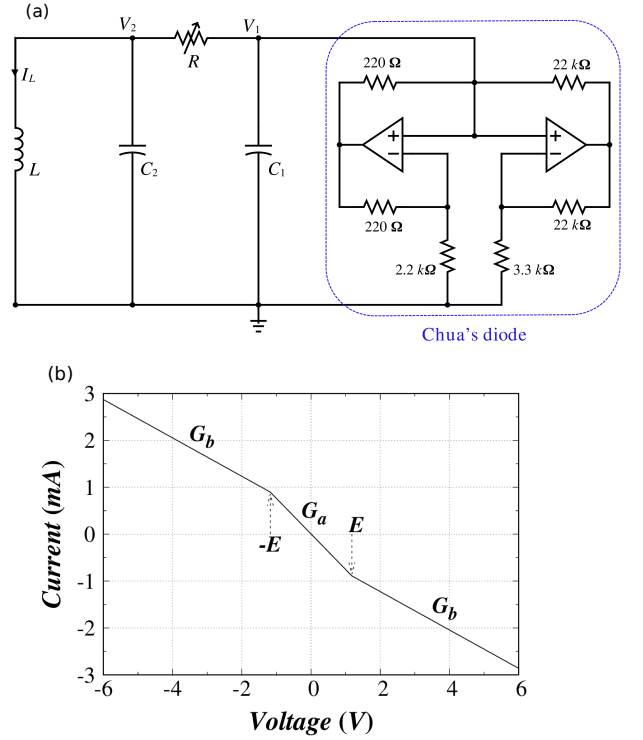 (a)
V2 V1
R
IL
L
C2
C1
220 Ω
22 kΩ
+
−
+
−
220 Ω
22 kΩ
2.2 kΩ
3.3 kΩ
Chua's diode
(b)
3
2
1
0
-1
-2
-3
Current (mA)
Gb
Ga
-E
E
Gb
-6 -4 -2 0 2 4 6
Voltage (V)